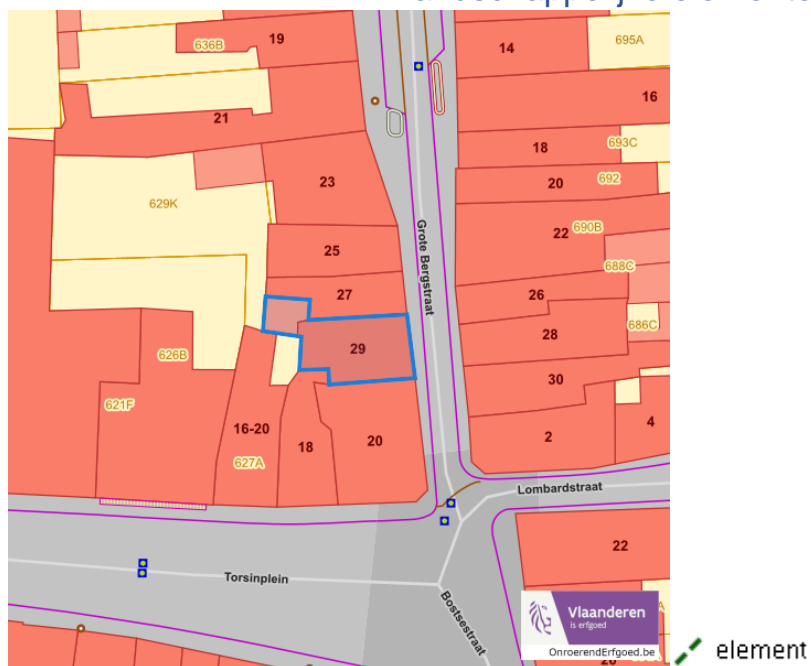 636B
19
14
695A
16
21
18
693C
20
692
23
629K
22
690B
25
688C
Grote Bergstraat
27
26
686C
28
29
626B
30
621F
16-20
18
20
2
4
627A
Lombardstraat
22
Torsinplein
Bostsestraat
Vlaanderen
is erfgoed
OnroerendErfgoed.be
element